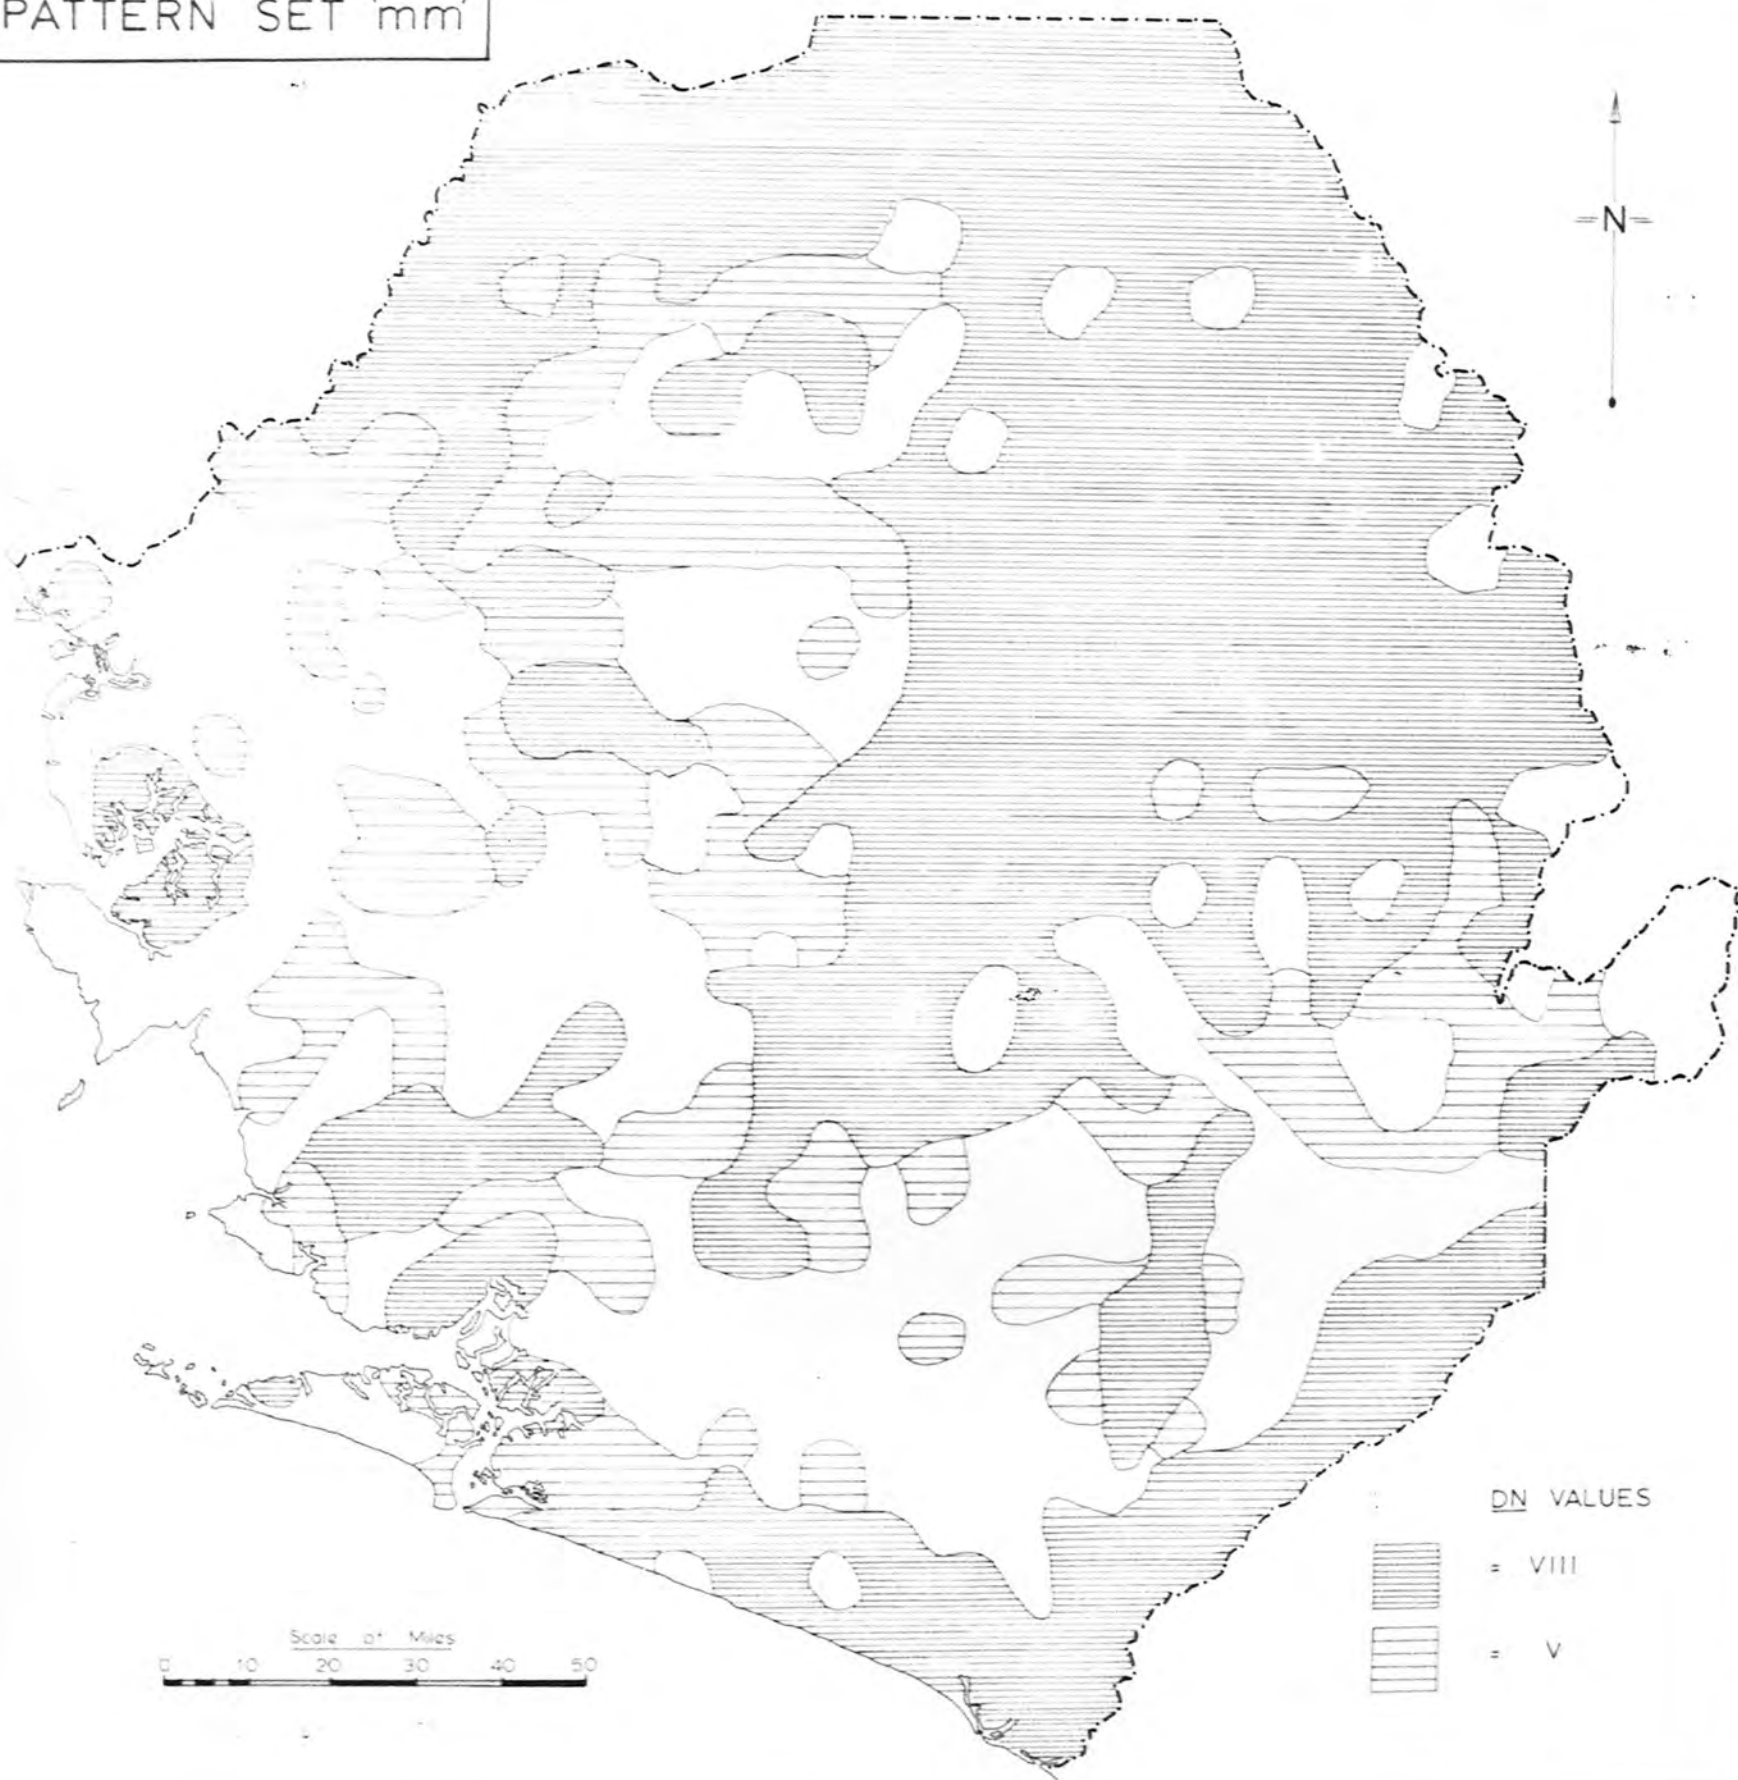 PATTERN SET 'mm'
N
DN VALUES
= VIII
= V
Scale of Miles
0 10 20 30 40 50